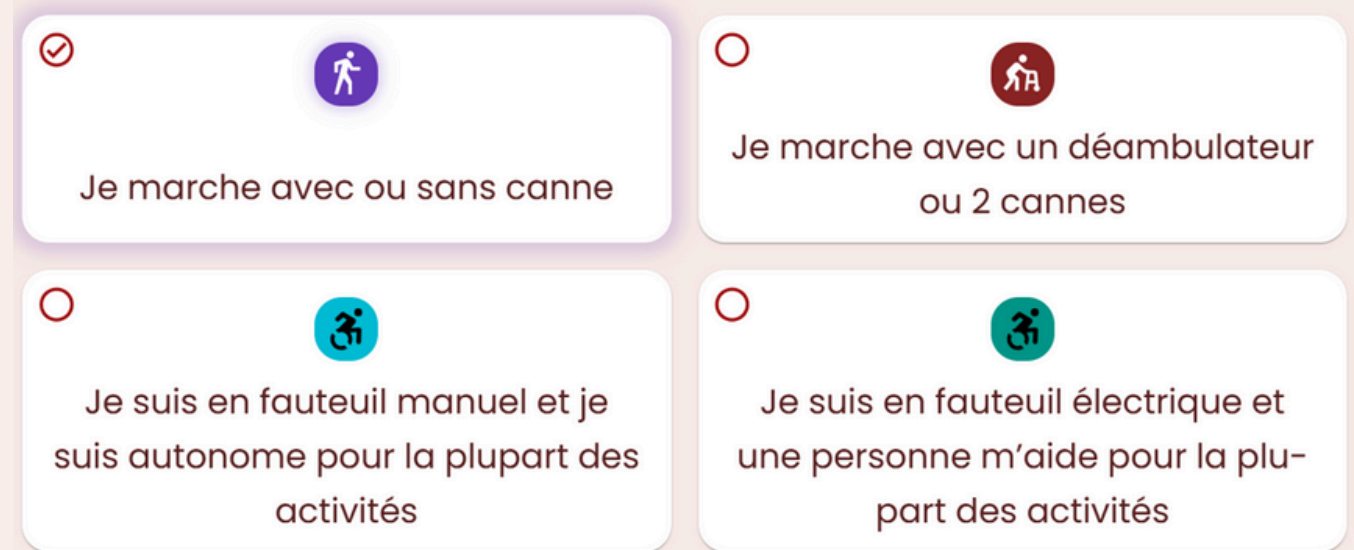 Je marche avec ou sans canne
Je marche avec un déambulateur
ou 2 cannes
Je suis en fauteuil manuel et je
suis autonome pour la plupart des
activités
Je suis en fauteuil électrique et
une personne m’aide pour la plu-
part des activités